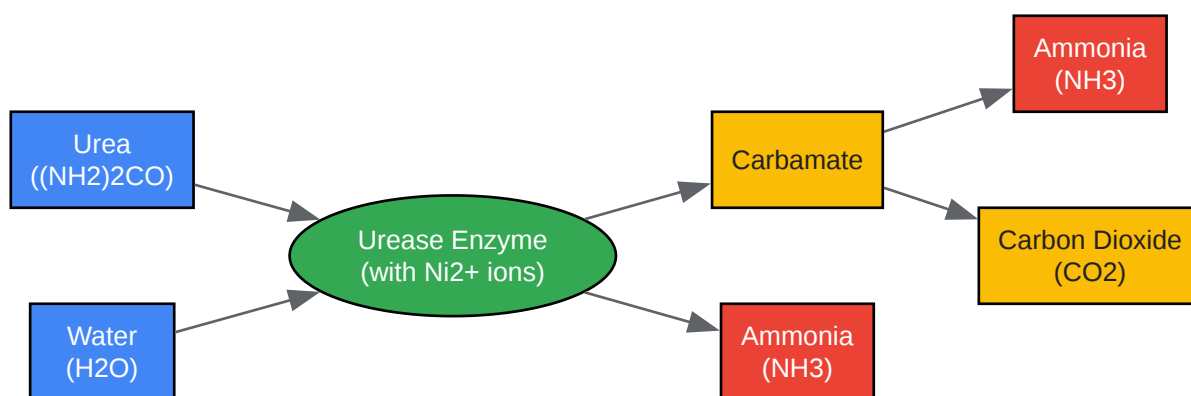 Urea
((NH2)2CO)
Water
(H2O)
Urease Enzyme
(with Ni2+ ions)
Carbamate
Ammonia
(NH3)
Ammonia
(NH3)
Carbon Dioxide
(CO2)